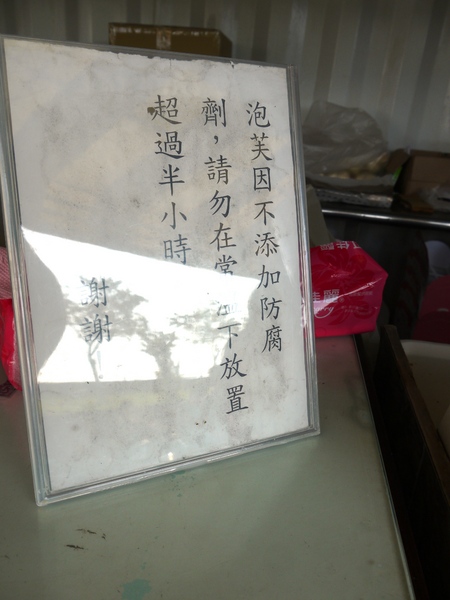 泡芙因不添加防腐
劑，請勿在常溫下放置
超過半小時
謝謝